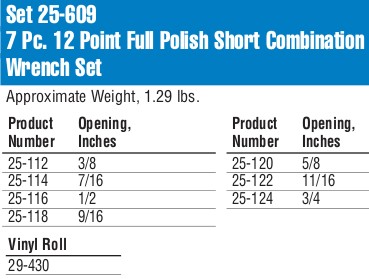 Set 25-609
7 Pc. 12 Point Full Polish Short Combination
Wrench Set
Approximate Weight, 1.29 lbs.
Product Number Opening, Inches
25-112 3/8
25-114 7/16
25-116 1/2
25-118 9/16
Product Number Opening, Inches
25-120 5/8
25-122 11/16
25-124 3/4
Vinyl Roll
29-430